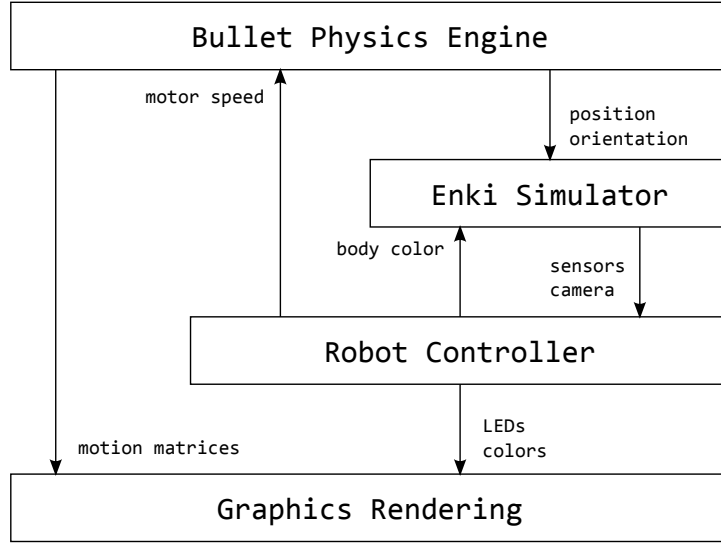 Bullet Physics Engine
motor speed
position
orientation
Enki Simulator
body color
sensors
camera
Robot Controller
LEDs
colors
motion matrices
Graphics Rendering